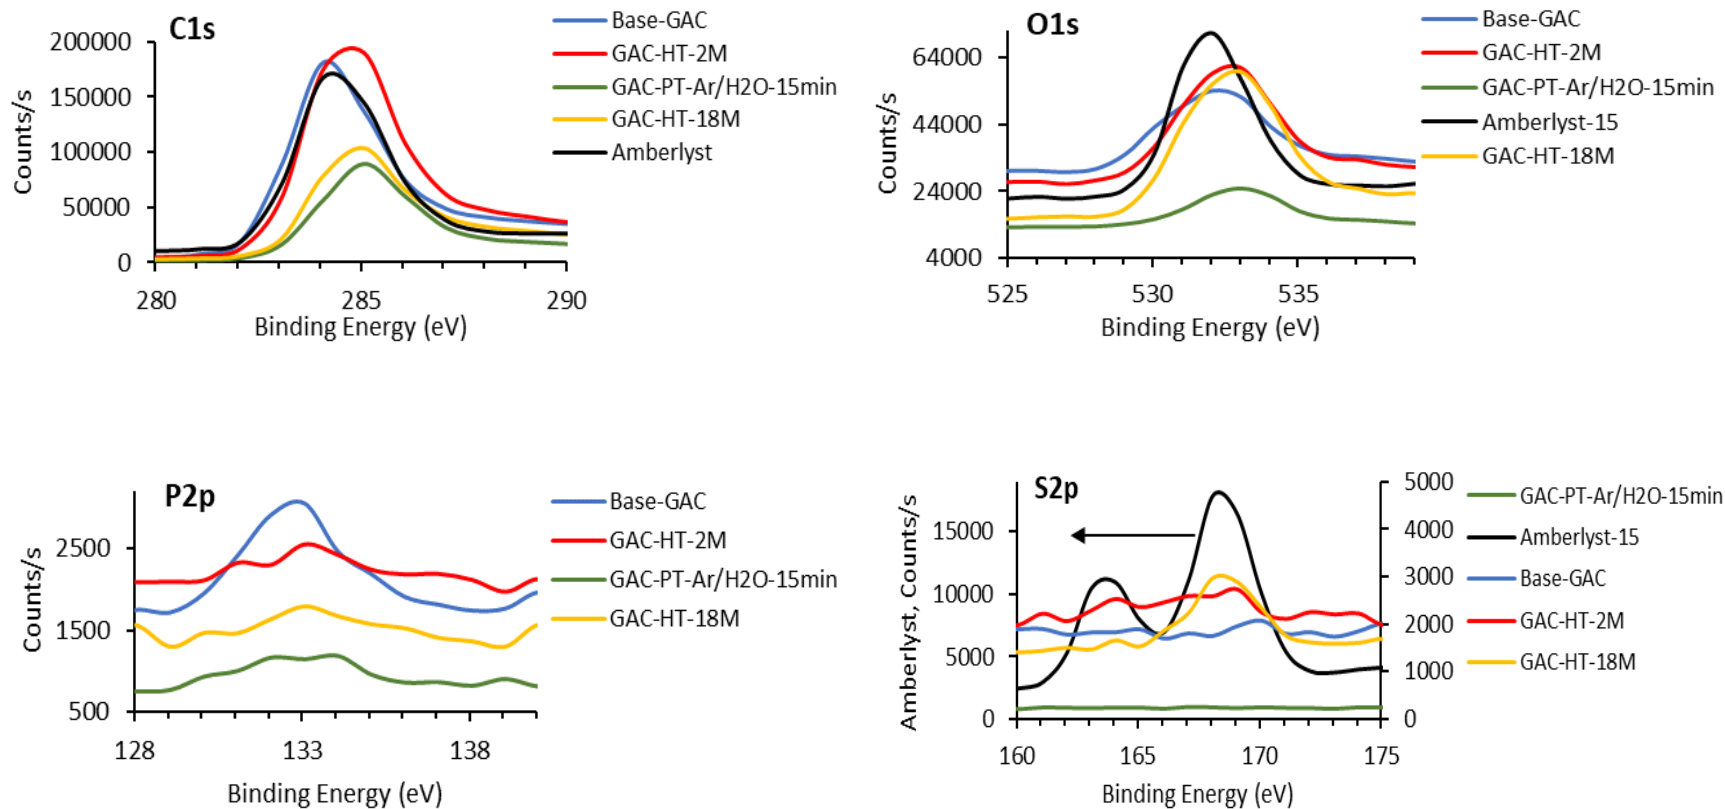 C1s
Counts/s
200000
150000
100000
50000
0
280
285
290
Binding Energy (eV)
Base-GAC
GAC-HT-2M
GAC-PT-Ar/H2O-15min
GAC-HT-18M
Amberlyst
O1s
Counts/s
64000
44000
24000
4000
525
530
535
Binding Energy (eV)
Base-GAC
GAC-HT-2M
GAC-PT-Ar/H2O-15min
Amberlyst-15
GAC-HT-18M
P2p
Counts/s
2500
1500
500
128
133
138
Binding Energy (eV)
Base-GAC
GAC-HT-2M
GAC-PT-Ar/H2O-15min
GAC-HT-18M
S2p
Amberlyst, Counts/s
15000
10000
5000
0
5000
4000
3000
2000
1000
0
160
165
170
175
Binding Energy (eV)
GAC-PT-Ar/H2O-15min
Amberlyst-15
Base-GAC
GAC-HT-2M
GAC-HT-18M